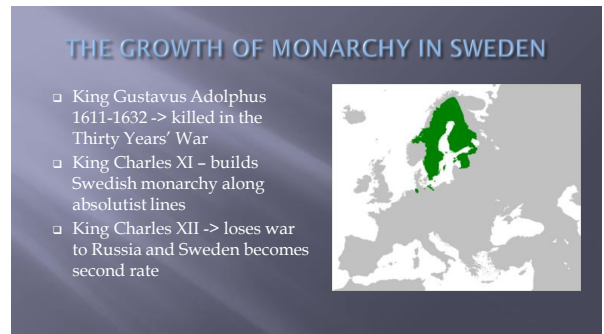 THE GROWTH OF MONARCHY IN SWEDEN
King Gustavus Adolphus
1611-1632 -> killed in the
Thirty Years' War
King Charles XI – builds
Swedish monarchy along
absolutist lines
King Charles XII -> loses war
to Russia and Sweden becomes
second rate